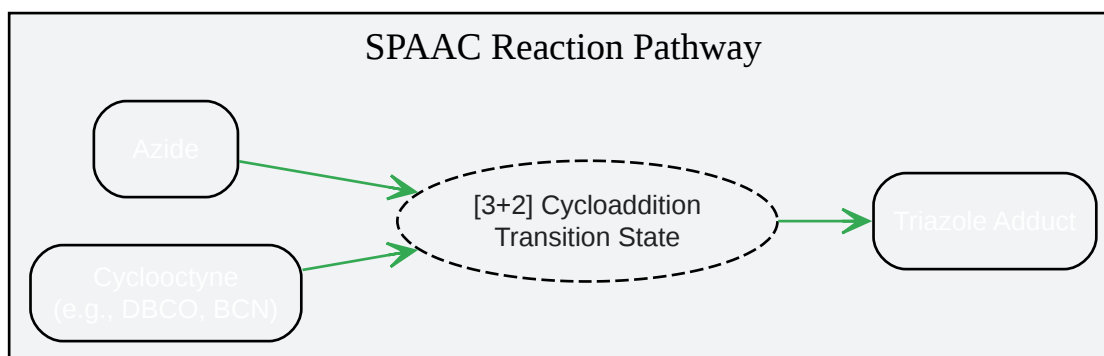 SPAAC Reaction Pathway
Azide
[3+2] Cycloaddition
Transition State
Triazole Adduct
Cyclooctyne
(e.g., DBCO, BCN)